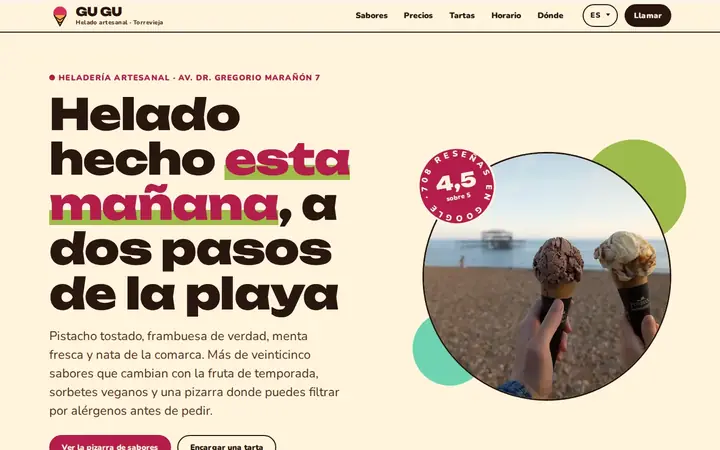 GU GU
Helado artesanal · Torrevieja
Sabores
Precios
Tartas
Horario
Dónde
ES
Llamar
HELADERÍA ARTESANAL · AV. DR. GREGORIO MARAÑÓN 7
Helado
hecho esta
mañana, a
dos pasos
de la playa
Pistacho tostado, frambuesa de verdad, menta
fresca y nata de la comarca. Más de veinticinco
sabores que cambian con la fruta de temporada,
sorbetes veganos y una pizarra donde puedes filtrar
por alérgenos antes de pedir.
Ver la pizarra de sabores
Encargar una tarta
708 RESEÑAS EN GOOGLE ·
4,5
sobre 5